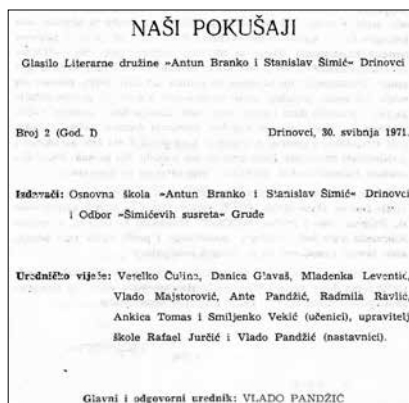 NAŠI POKUŠAJI
Glasilo Literarne družine »Antun Branko i Stanislav Šimić« Drinovci
Broj 2 (God. I) Drinovci, 30. svibnja 1971.
Izdavači: Osnovna škola »Antun Branko i Stanislav Šimić« Drinovci
i Odbor »Šimićevih susreta« Grude
Uredničko vijeće: Veselko Čulina, Danica Glavaš, Mladenka Leventić,
Vlado Majstorović, Ante Pandžić, Radmila Ravlić,
Ankica Tomas i Smiljenko Vekić (učenici), upravitelj
škole Rafael Jurčić i Vlado Pandžić (nastavnici).
Glavni i odgovorni urednik: VLADO PANDŽIĆ